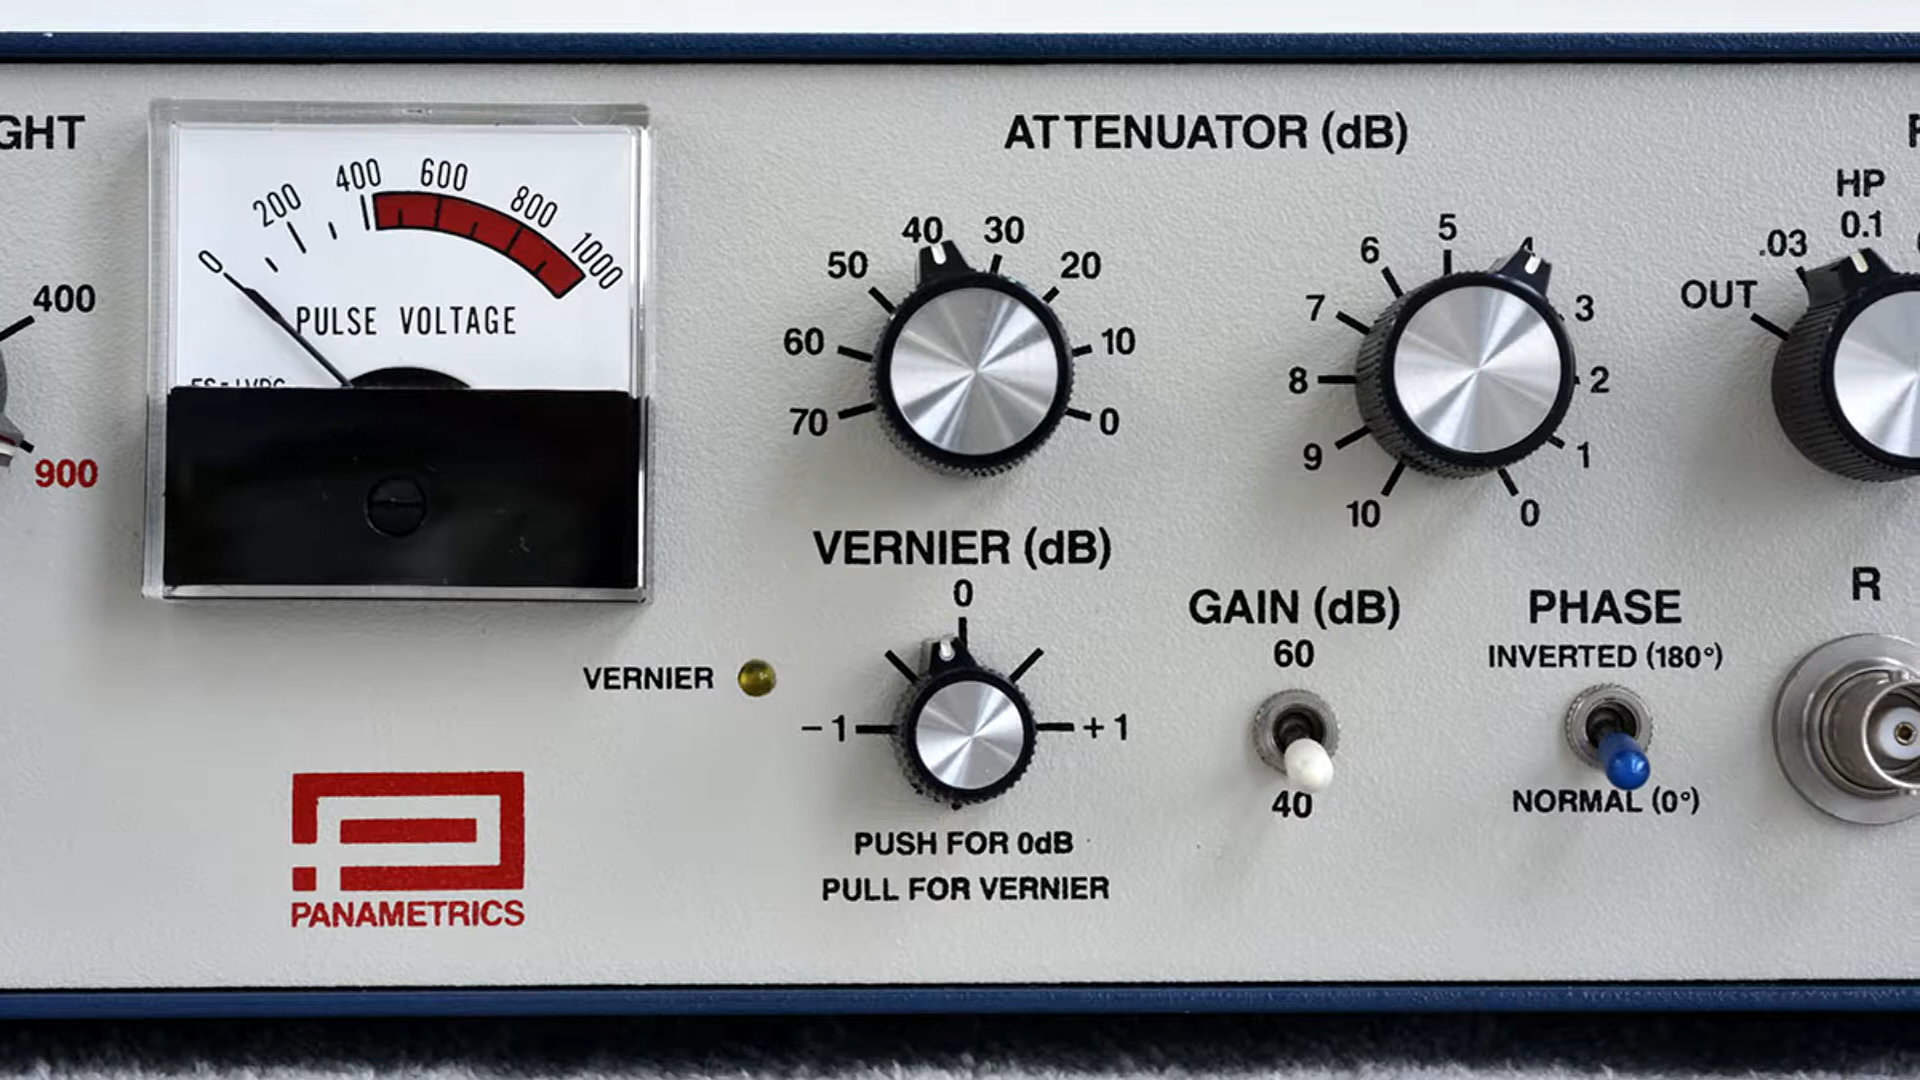 GHT
400
900
0 200 400 600 800 1000
PULSE VOLTAGE
VERNIER
PANAMETRICS
ATTENUATOR (dB)
70 60 50 40 30 20 10 0
10 9 8 7 6 5 4 3 2 1 0
VERNIER (dB)
0
-1 +1
PUSH FOR 0dB
PULL FOR VERNIER
GAIN (dB)
60
40
PHASE
INVERTED (180°)
NORMAL (0°)
HP
OUT .03 0.1
R